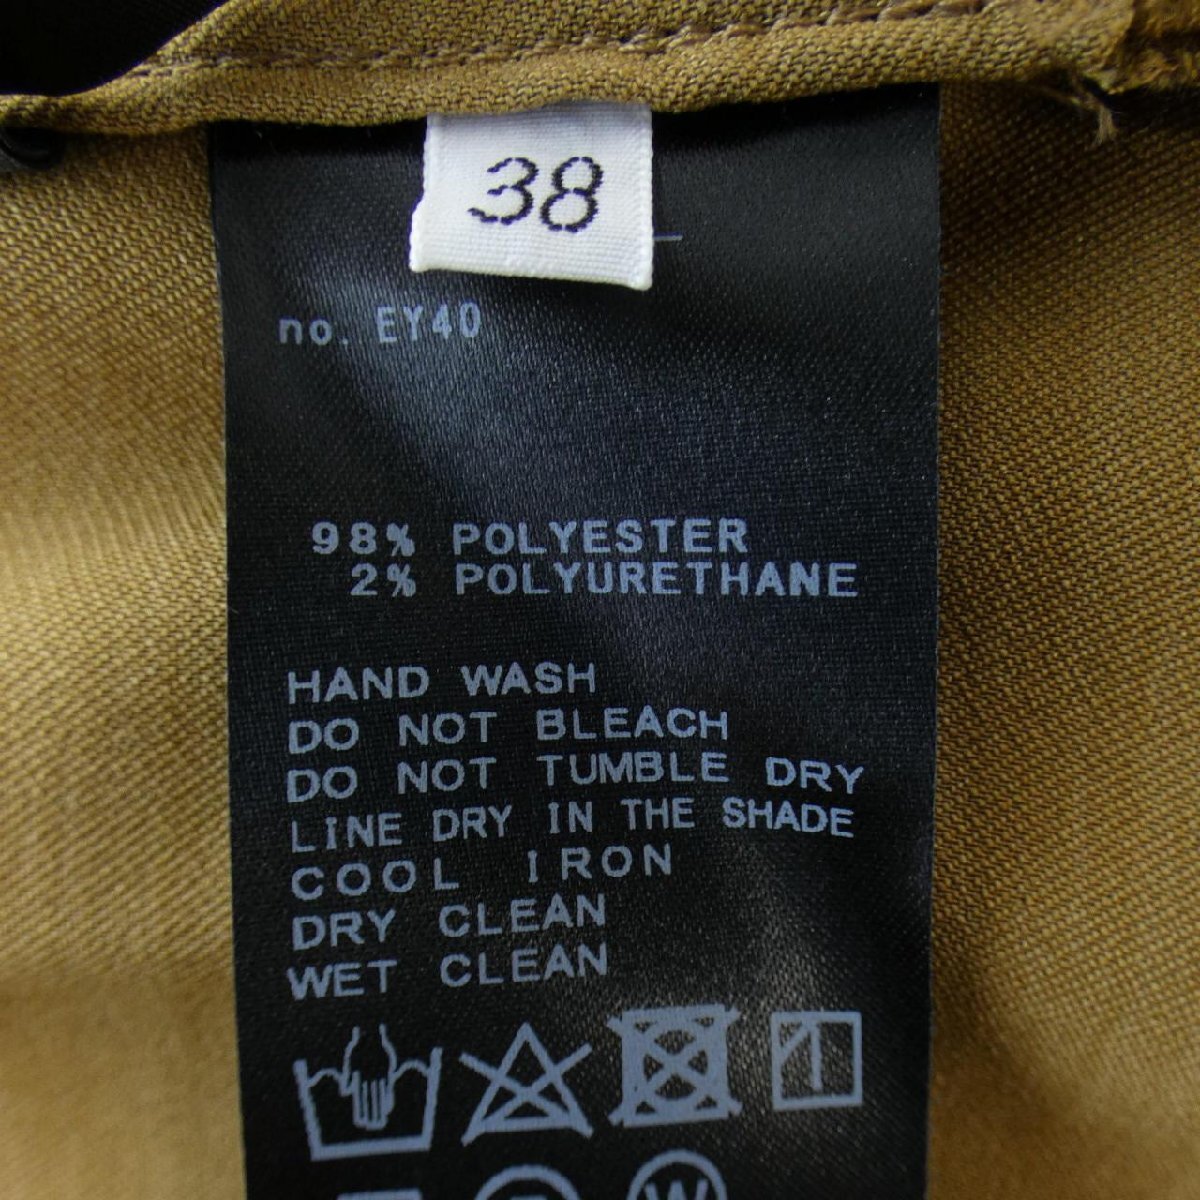 38
no. EY40
98% POLYESTER
2% POLYURETHANE
HAND WASH
DO NOT BLEACH
DO NOT TUMBLE DRY
LINE DRY IN THE SHADE
COOL IRON
DRY CLEAN
WET CLEAN
W